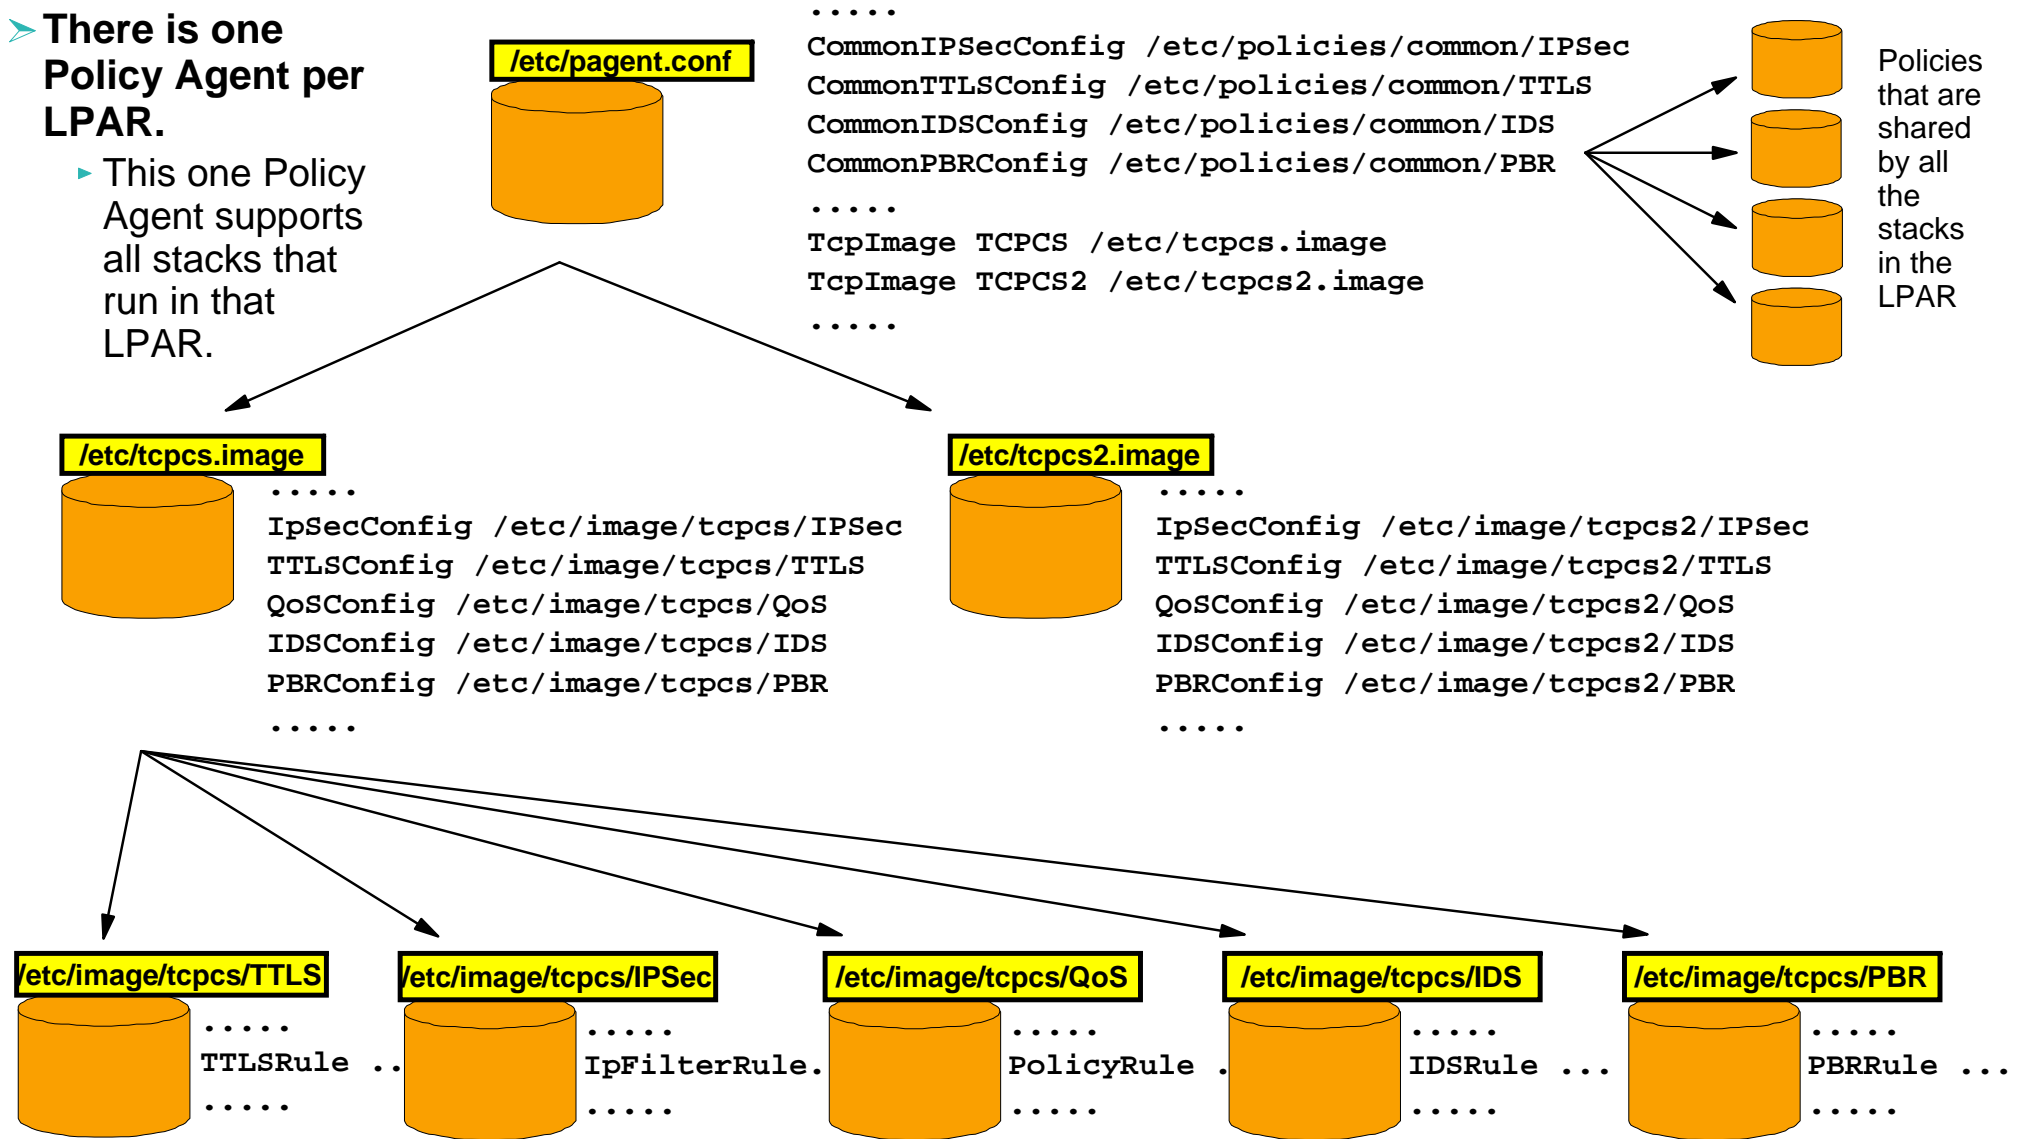 There is one
Policy Agent per
LPAR.
This one Policy
Agent supports
all stacks that
run in that
LPAR.
/etc/pagent.conf
.....
CommonIPSecConfig /etc/policies/common/IPSec
CommonTTLSConfig /etc/policies/common/TTLS
CommonIDSConfig /etc/policies/common/IDS
CommonPBRConfig /etc/policies/common/PBR
.....
TcpImage TCPCS /etc/tcpcs.image
TcpImage TCPCS2 /etc/tcpcs2.image
.....
Policies
that are
shared
by all
the
stacks
in the
LPAR
/etc/tcpcs.image
.....
IpSecConfig /etc/image/tcpcs/IPSec
TTLSConfig /etc/image/tcpcs/TTLS
QoSConfig /etc/image/tcpcs/QoS
IDSConfig /etc/image/tcpcs/IDS
PBRConfig /etc/image/tcpcs/PBR
.....
/etc/tcpcs2.image
.....
IpSecConfig /etc/image/tcpcs2/IPSec
TTLSConfig /etc/image/tcpcs2/TTLS
QoSConfig /etc/image/tcpcs2/QoS
IDSConfig /etc/image/tcpcs2/IDS
PBRConfig /etc/image/tcpcs2/PBR
.....
/etc/image/tcpcs/TTLS
.....
TTLSRule ..
.....
/etc/image/tcpcs/IPSec
.....
IpFilterRule.
.....
/etc/image/tcpcs/QoS
.....
PolicyRule .
.....
/etc/image/tcpcs/IDS
.....
IDSRule ...
.....
/etc/image/tcpcs/PBR
.....
PBRRule ...
.....